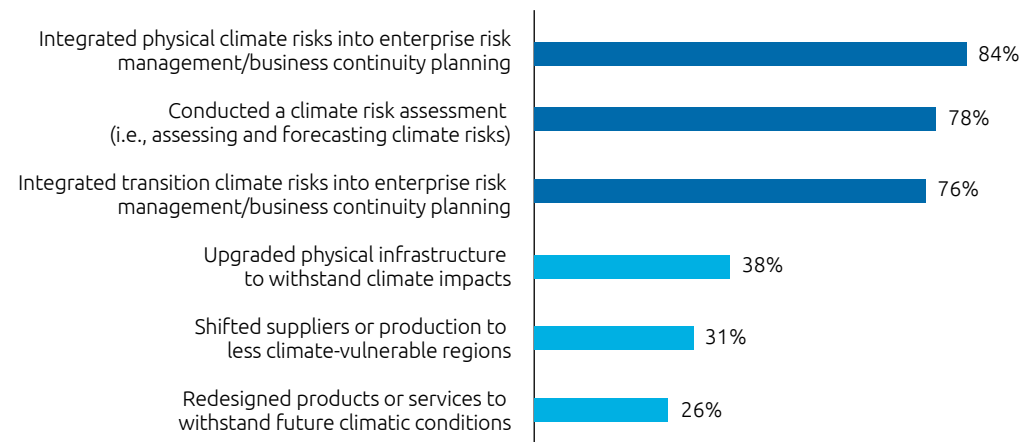 Integrated physical climate risks into enterprise risk
management/business continuity planning
84%
Conducted a climate risk assessment
(i.e., assessing and forecasting climate risks)
78%
Integrated transition climate risks into enterprise risk
management/business continuity planning
76%
Upgraded physical infrastructure
to withstand climate impacts
38%
Shifted suppliers or production to
less climate-vulnerable regions
31%
Redesigned products or services to
withstand future climatic conditions
26%